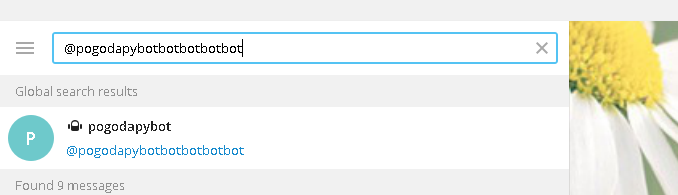 @pogodapybotbotbotbotbot
Global search results
P
pogodapybot
@pogodapybotbotbotbotbot
Found 9 messages